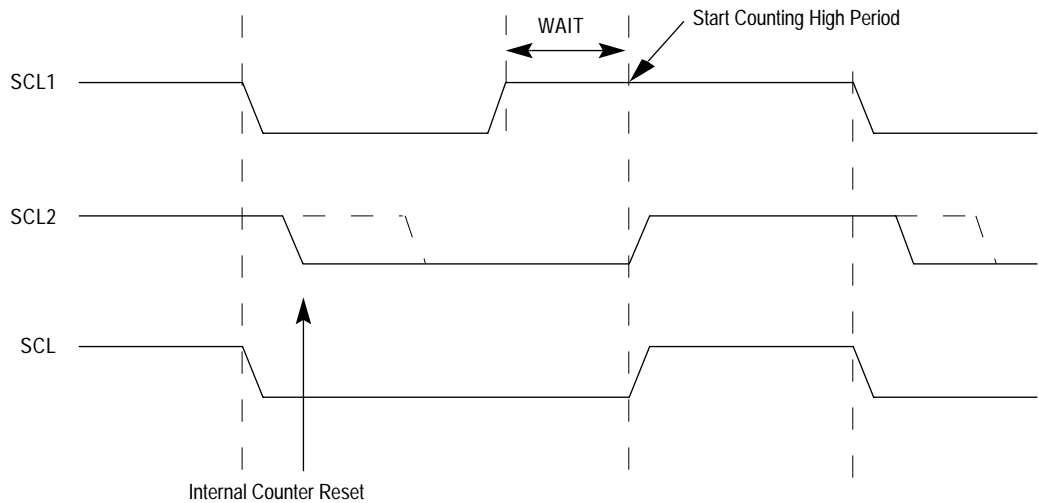 Start Counting High Period
WAIT
SCL1
SCL2
SCL
Internal Counter Reset